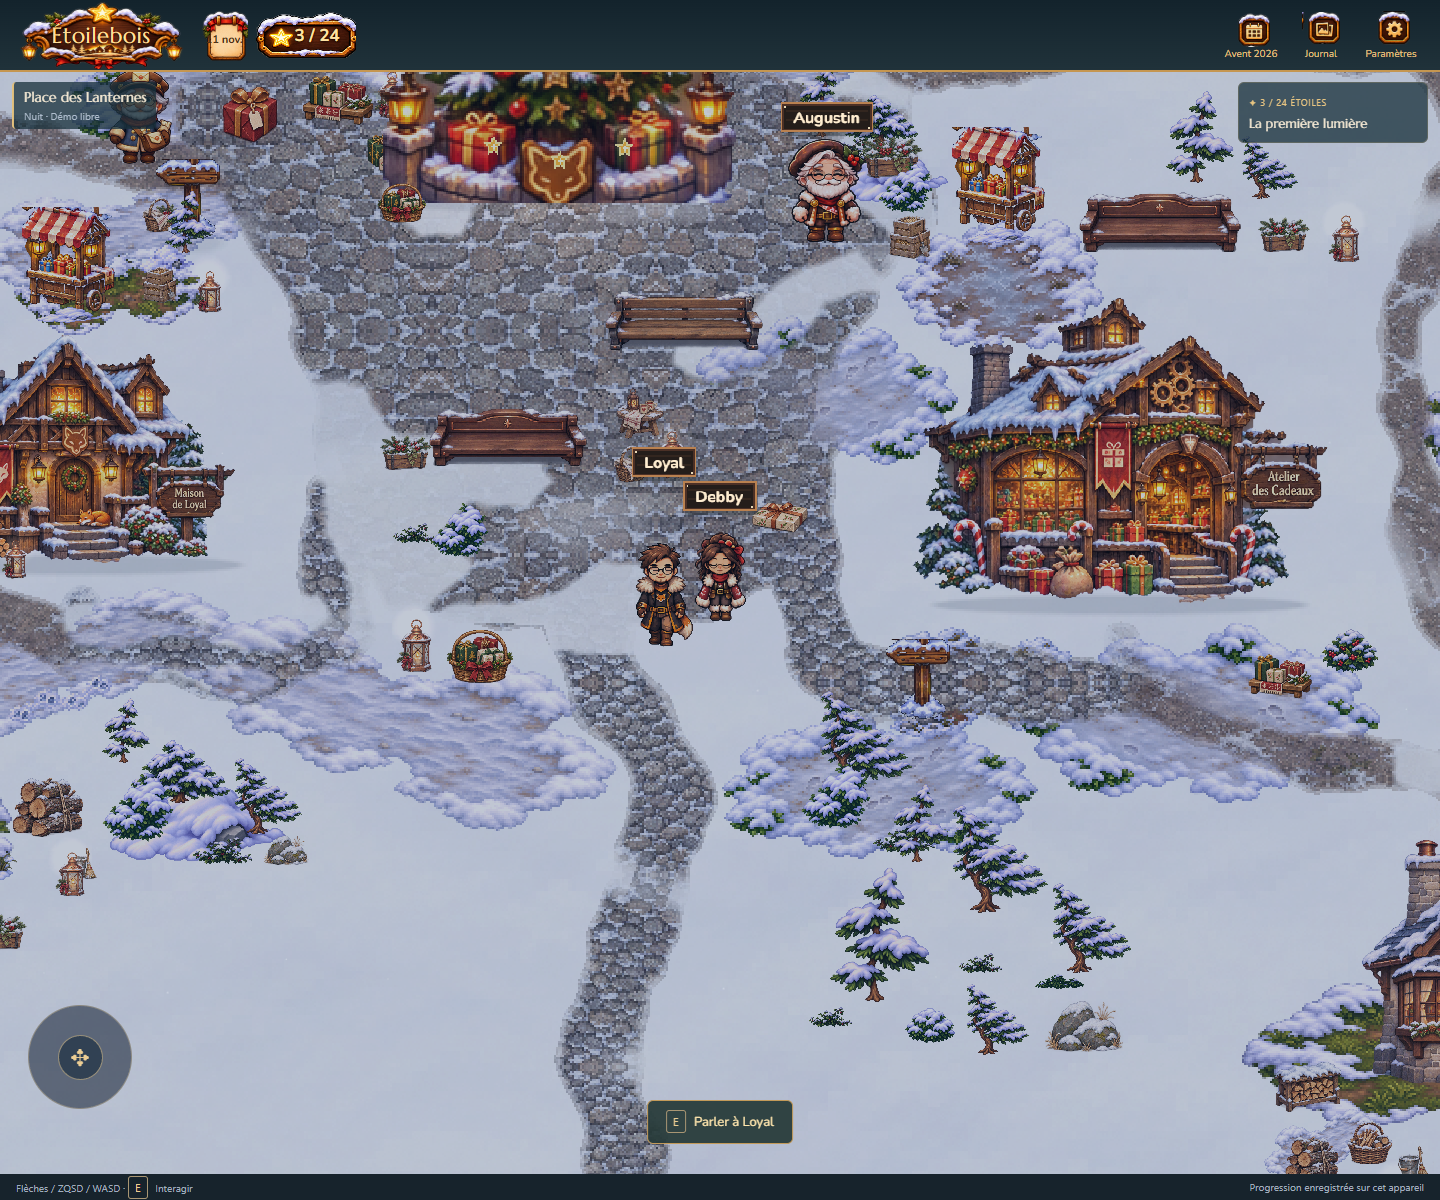 Etoilebois
1 nov.
3 / 24
Avent 2026
Journal
Paramètres
Place des Lanternes
Nuit · Démo libre
✦ 3 / 24 ÉTOILES
La première lumière
Augustin
Loyal
Debby
Maison
de Loyal
Atelier
des Cadeaux
E Parler à Loyal
Flèches / ZQSD / WASD · E Interagir
Progression enregistrée sur cet appareil